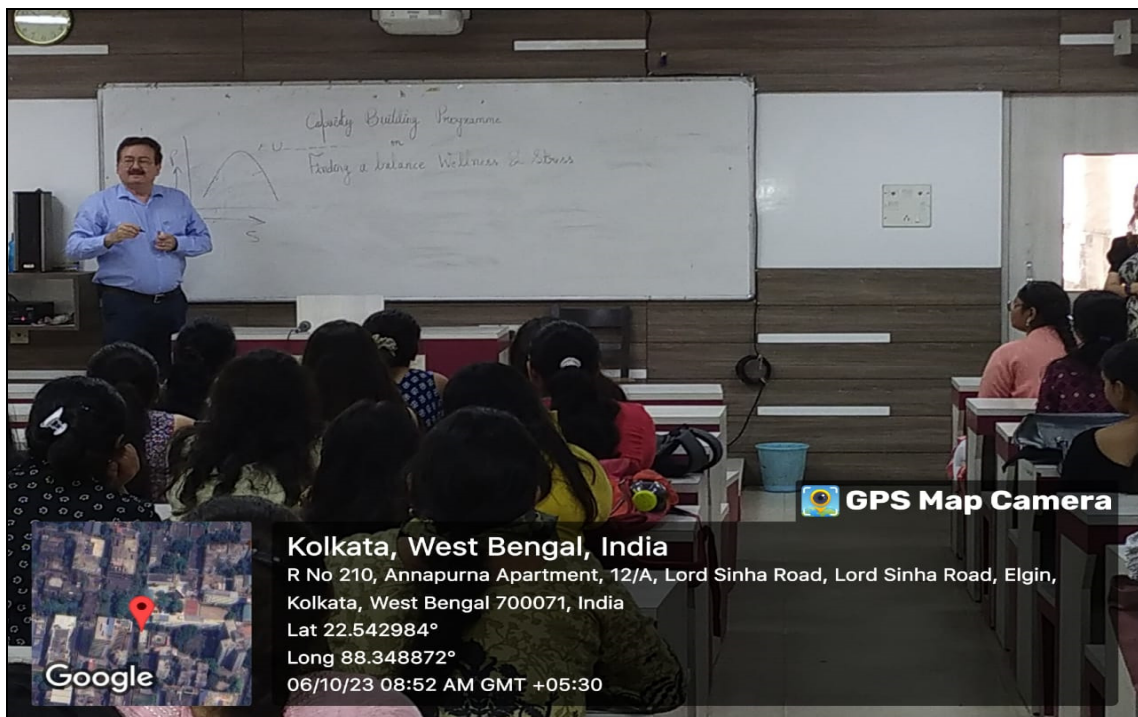 Capacity Building Programme
on
Finding a balance Wellness & Stress
P
U
S
GPS Map Camera
Kolkata, West Bengal, India
R No 210, Annapurna Apartment, 12/A, Lord Sinha Road, Lord Sinha Road, Elgin,
Kolkata, West Bengal 700071, India
Lat 22.542984°
Long 88.348872°
06/10/23 08:52 AM GMT +05:30
Google